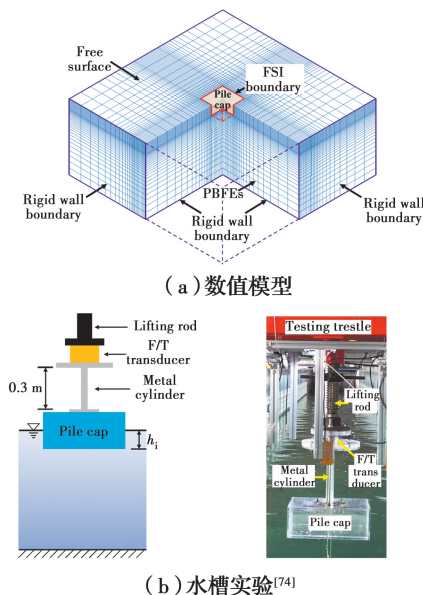 Free
surface
FSI
boundary
Pile
cap
PBFEs
Rigid wall
boundary
Rigid wall
boundary
Rigid wall
boundary
(a)数值模型
Lifting rod
F/T
transducer
0.3 m
Metal
cylinder
Pile cap
hi
Testing trestle
Lifting
rod
Metal
cylinder
F/T
trans
ducer
Pile cap
(b)水槽实验[74]